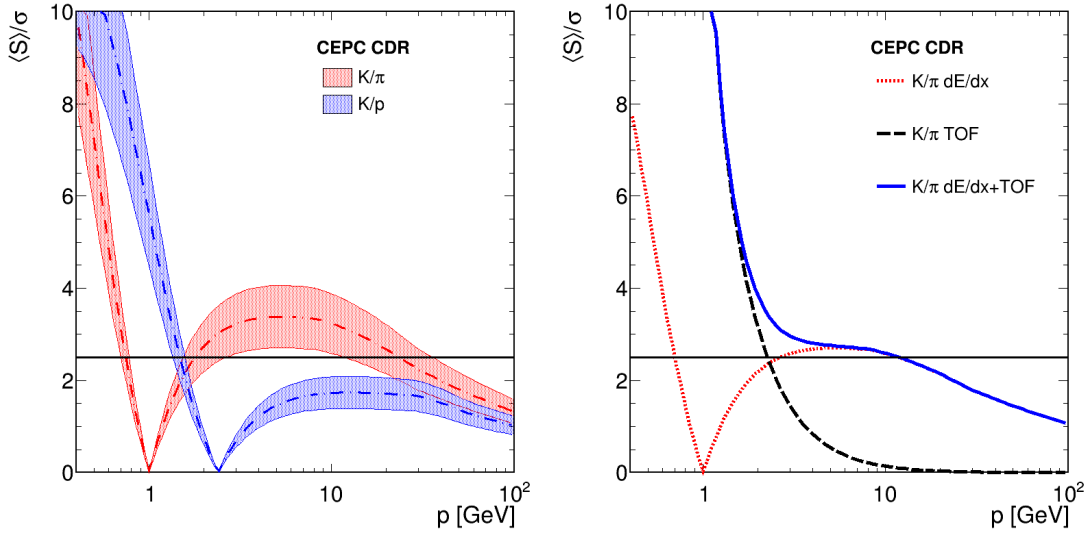 ⟨S⟩/σ
10
8
6
4
2
0
CEPC CDR
K/π
K/p
1
10
10²
p [GeV]
⟨S⟩/σ
10
8
6
4
2
0
CEPC CDR
K/π dE/dx
K/π TOF
K/π dE/dx+TOF
1
10
10²
p [GeV]